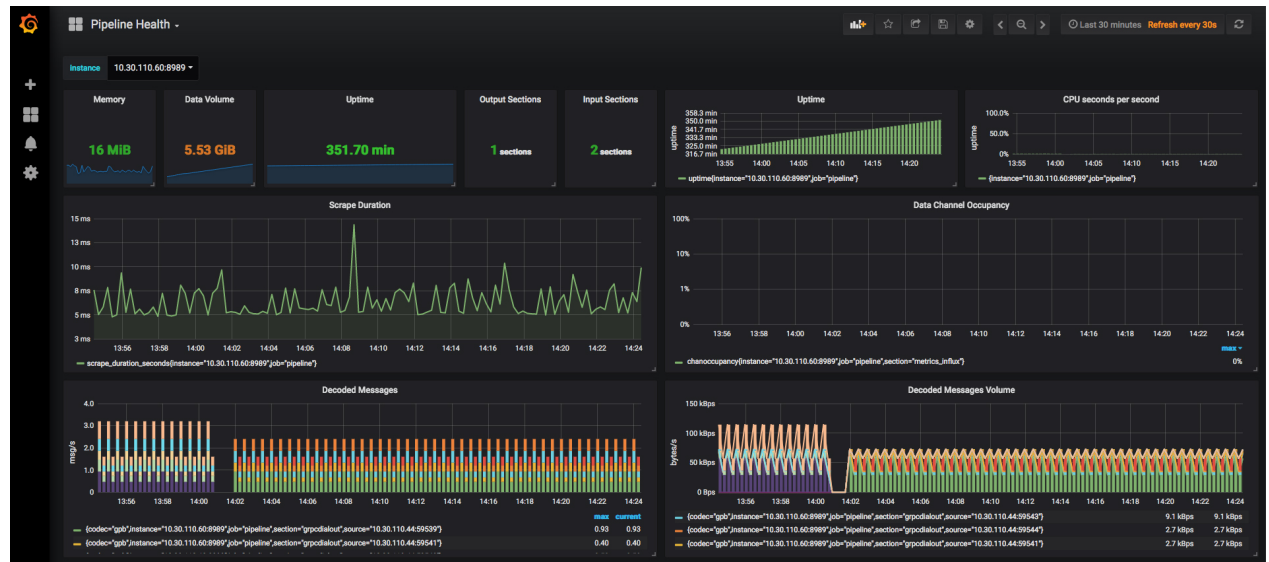 Pipeline Health
Last 30 minutes Refresh every 30s
Instance 10.30.110.60:8989
Memory
16 MiB
Data Volume
5.53 GiB
Uptime
351.70 min
Output Sections
1 sections
Input Sections
2 sections
Uptime
uptime
358.3 min
350.0 min
341.7 min
333.3 min
325.0 min
316.7 min
13:55 14:00 14:05 14:10 14:15 14:20
uptime{instance="10.30.110.60:8989",job="pipeline"}
CPU seconds per second
uptime
100.0%
50.0%
0%
13:55 14:00 14:05 14:10 14:15 14:20
{instance="10.30.110.60:8989",job="pipeline"}
Scrape Duration
15 ms
13 ms
10 ms
8 ms
5 ms
3 ms
13:56 13:58 14:00 14:02 14:04 14:06 14:08 14:10 14:12 14:14 14:16 14:18 14:20 14:22 14:24
scrape_duration_seconds{instance="10.30.110.60:8989",job="pipeline"}
Data Channel Occupancy
100%
10%
1%
0%
13:56 13:58 14:00 14:02 14:04 14:06 14:08 14:10 14:12 14:14 14:16 14:18 14:20 14:22 14:24
max
chanoccupancy{instance="10.30.110.60:8989",job="pipeline",section="metrics_influx"} 0%
Decoded Messages
msg/s
4.0
3.0
2.0
1.0
0
13:56 13:58 14:00 14:02 14:04 14:06 14:08 14:10 14:12 14:14 14:16 14:18 14:20 14:22 14:24
max current
{codec="gpb",instance="10.30.110.60:8989",job="pipeline",section="grpcdialout",source="10.30.110.44:59539"} 0.93 0.93
{codec="gpb",instance="10.30.110.60:8989",job="pipeline",section="grpcdialout",source="10.30.110.44:59541"} 0.40 0.40
Decoded Messages Volume
bytes/s
150 kBps
100 kBps
50 kBps
0 Bps
13:56 13:58 14:00 14:02 14:04 14:06 14:08 14:10 14:12 14:14 14:16 14:18 14:20 14:22 14:24
{codec="gpb",instance="10.30.110.60:8989",job="pipeline",section="grpcdialout",source="10.30.110.44:59543"} 9.1 kBps 9.1 kBps
{codec="gpb",instance="10.30.110.60:8989",job="pipeline",section="grpcdialout",source="10.30.110.44:59544"} 2.7 kBps 2.7 kBps
{codec="gpb",instance="10.30.110.60:8989",job="pipeline",section="grpcdialout",source="10.30.110.44:59541"} 2.7 kBps 2.7 kBps